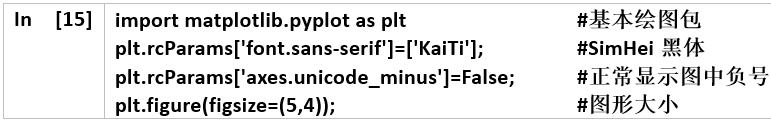 In [15] import matplotlib.pyplot as plt #基本绘图包
plt.rcParams['font.sans-serif']=['KaiTi']; #SimHei 黑体
plt.rcParams['axes.unicode_minus']=False; #正常显示图中负号
plt.figure(figsize=(5,4)); #图形大小